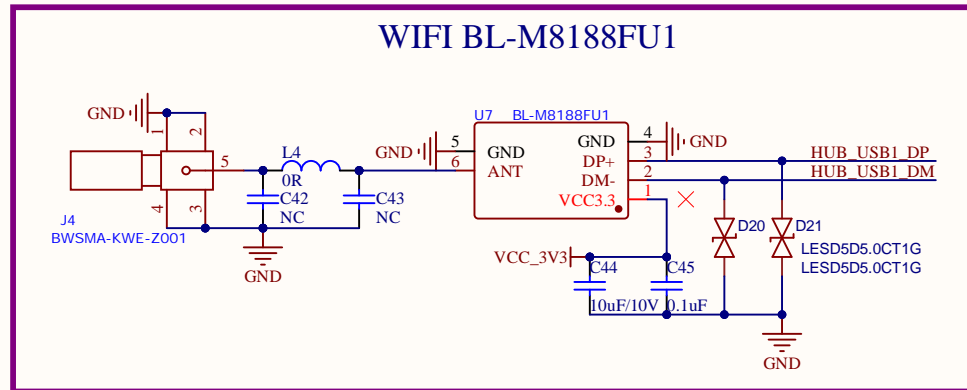 WIFI BL-M8188FU1
GND
1
2
5
4
3
J4
BWSMA-KWE-Z001
L4
0R
C42
NC
C43
NC
GND
GND
U7 BL-M8188FU1
5 GND
6 ANT
GND 4
DP+ 3
DM- 2
VCC3.3 1
GND
HUB_USB1_DP
HUB_USB1_DM
D20
D21
LESD5D5.0CT1G
LESD5D5.0CT1G
VCC_3V3
C44
10uF/10V
C45
0.1uF
GND